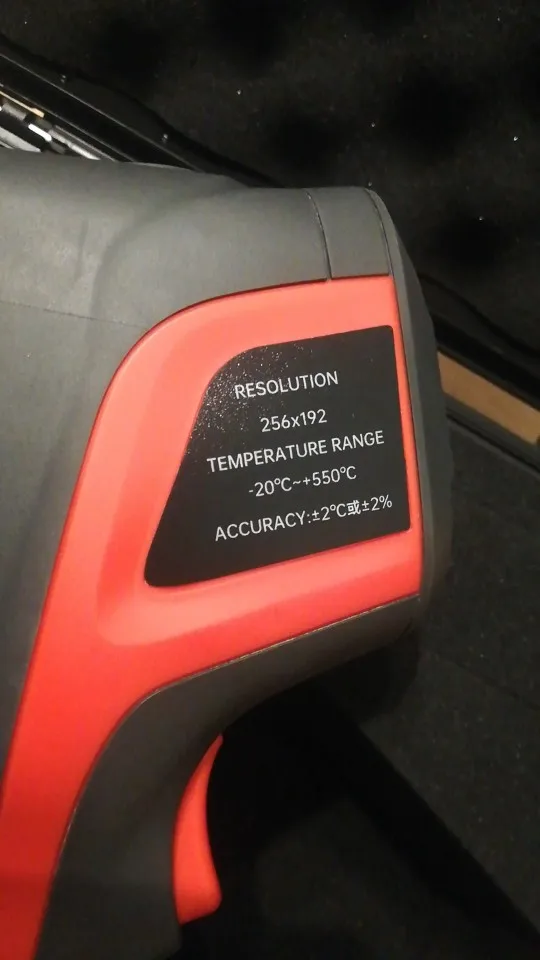 RESOLUTION
256x192
TEMPERATURE RANGE
-20℃~+550℃
ACCURACY:±2℃或±2%